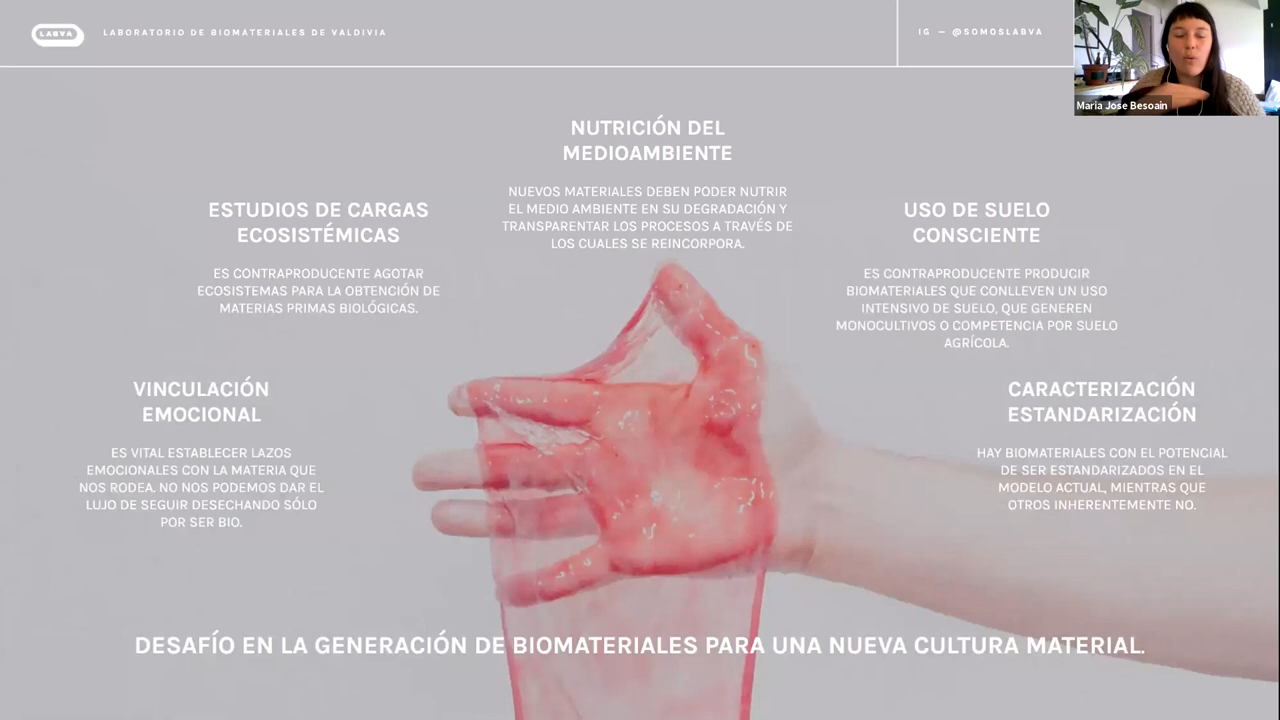 LABVA
LABORATORIO DE BIOMATERIALES DE VALDIVIA
IG — @SOMOSLABVA
Maria Jose Besoain
NUTRICIÓN DEL
MEDIOAMBIENTE
NUEVOS MATERIALES DEBEN PODER NUTRIR
EL MEDIO AMBIENTE EN SU DEGRADACIÓN Y
TRANSPARENTAR LOS PROCESOS A TRAVÉS DE
LOS CUALES SE REINCORPORA.
ESTUDIOS DE CARGAS
ECOSISTÉMICAS
ES CONTRAPRODUCENTE AGOTAR
ECOSISTEMAS PARA LA OBTENCIÓN DE
MATERIAS PRIMAS BIOLÓGICAS.
USO DE SUELO
CONSCIENTE
ES CONTRAPRODUCENTE PRODUCIR
BIOMATERIALES QUE CONLLEVEN UN USO
INTENSIVO DE SUELO, QUE GENEREN
MONOCULTIVOS O COMPETENCIA POR SUELO
AGRÍCOLA.
VINCULACIÓN
EMOCIONAL
ES VITAL ESTABLECER LAZOS
EMOCIONALES CON LA MATERIA QUE
NOS RODEA. NO NOS PODEMOS DAR EL
LUJO DE SEGUIR DESECHANDO SÓLO
POR SER BIO.
CARACTERIZACIÓN
ESTANDARIZACIÓN
HAY BIOMATERIALES CON EL POTENCIAL
DE SER ESTANDARIZADOS EN EL
MODELO ACTUAL, MIENTRAS QUE
OTROS INHERENTEMENTE NO.
DESAFÍO EN LA GENERACIÓN DE BIOMATERIALES PARA UNA NUEVA CULTURA MATERIAL.